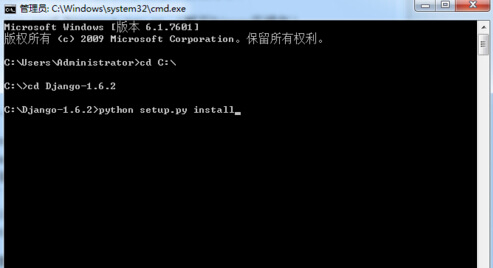 管理员: C:\Windows\system32\cmd.exe
Microsoft Windows [版本 6.1.7601]
版权所有 (c) 2009 Microsoft Corporation。保留所有权利。
C:\Users\Administrator>cd C:\
C:\>cd Django-1.6.2
C:\Django-1.6.2>python setup.py install_